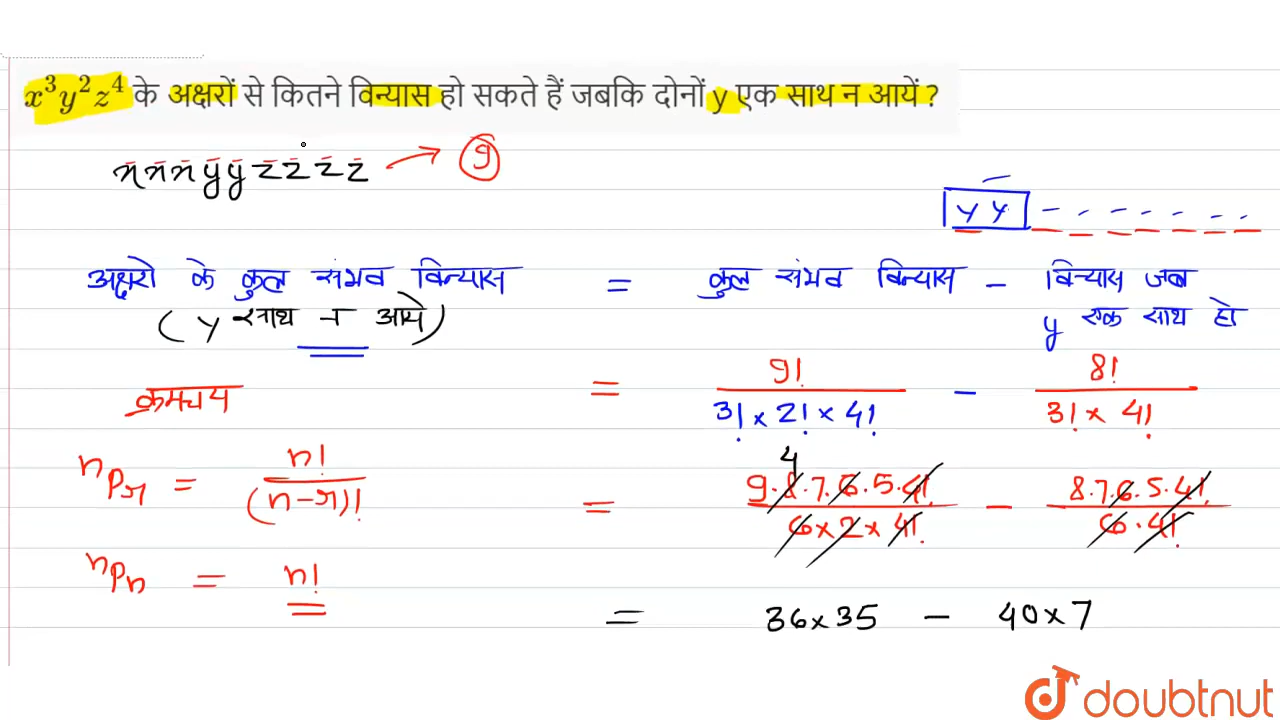 x³y²z⁴ के अक्षरों से कितने विन्यास हो सकते हैं जबकि दोनों y एक साथ न आयें ?
x x x y y z z z z → 9
y y - - - - - - -
अक्षरो के कुल संभव विन्यास = कुल संभव विन्यास - विन्यास जब
( y साथ न आये) y एक साथ हो
क्रमचय = 9!/(3! × 2! × 4!) - 8!/(3! × 4!)
ⁿPᵣ = n!/(n-r)! = 9.8.7.6.5.4!/(6×2×4!) - 8.7.6.5.4!/(6.4!)
4
ⁿPₙ = n!
= 36×35 - 40×7
doubtnut